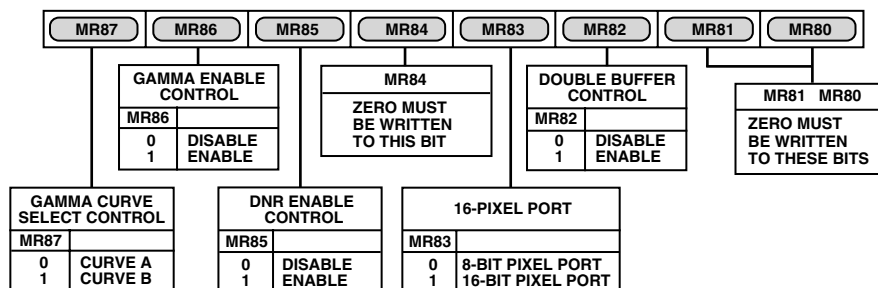 MR87 MR86 MR85 MR84 MR83 MR82 MR81 MR80
GAMMA ENABLE
CONTROL
MR86
0 DISABLE
1 ENABLE
MR84
ZERO MUST
BE WRITTEN
TO THIS BIT
DOUBLE BUFFER
CONTROL
MR82
0 DISABLE
1 ENABLE
MR81 MR80
ZERO MUST
BE WRITTEN
TO THESE BITS
GAMMA CURVE
SELECT CONTROL
MR87
0 CURVE A
1 CURVE B
DNR ENABLE
CONTROL
MR85
0 DISABLE
1 ENABLE
16-PIXEL PORT
MR83
0 8-BIT PIXEL PORT
1 16-BIT PIXEL PORT